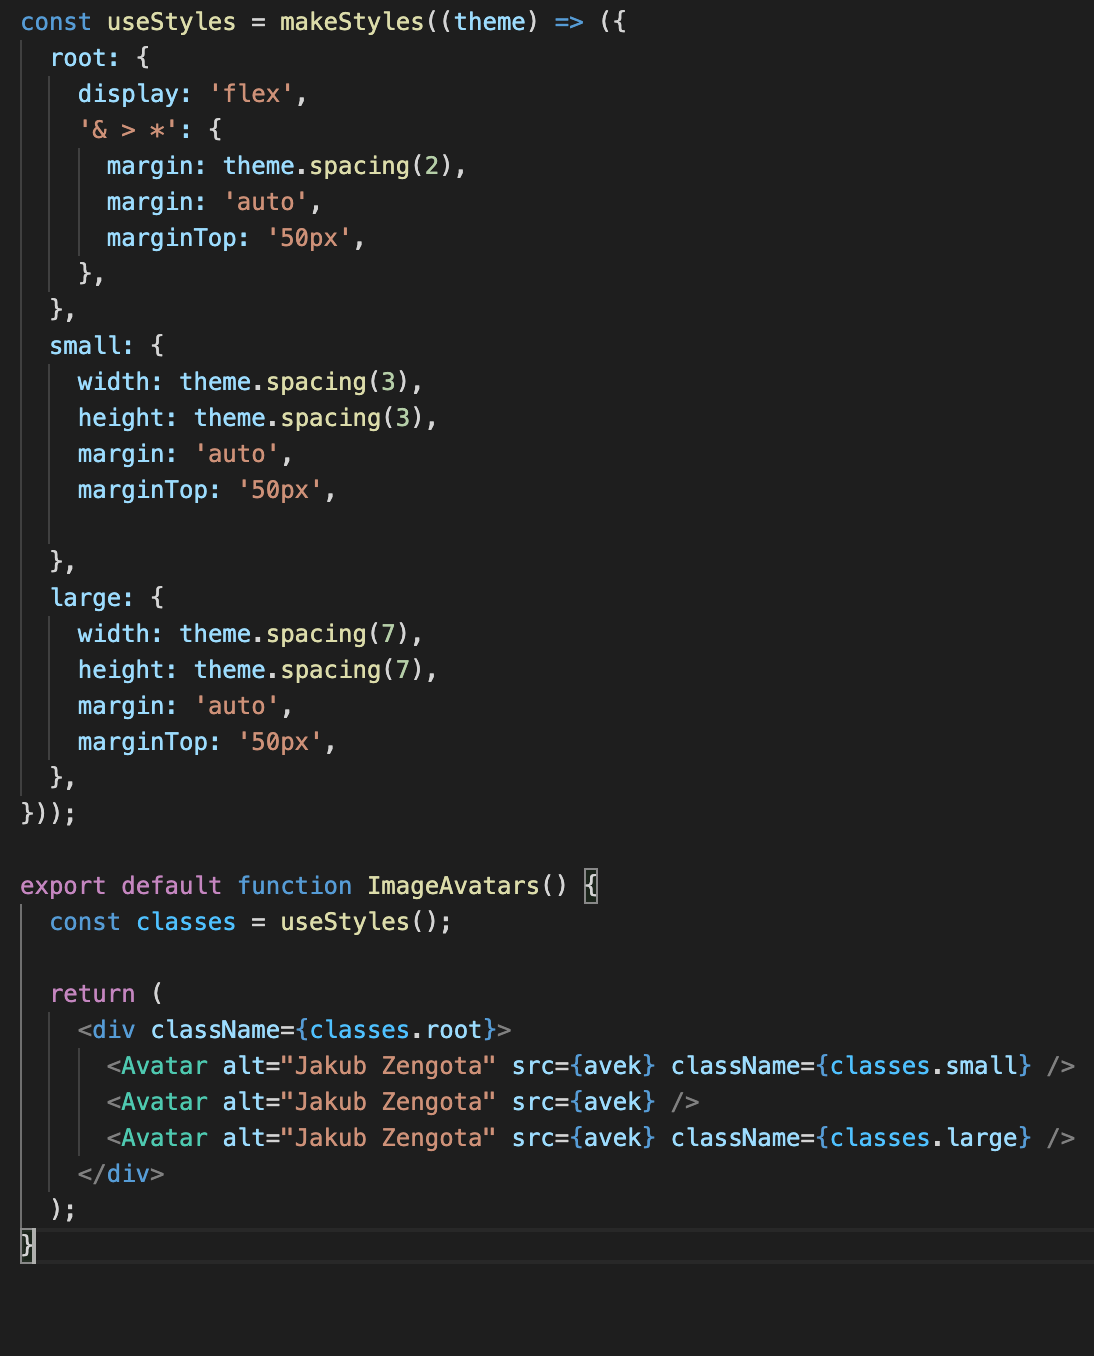 const useStyles = makeStyles((theme) => ({
  root: {
    display: 'flex',
    '& > *': {
      margin: theme.spacing(2),
      margin: 'auto',
      marginTop: '50px',
    },
  },
  small: {
    width: theme.spacing(3),
    height: theme.spacing(3),
    margin: 'auto',
    marginTop: '50px',

  },
  large: {
    width: theme.spacing(7),
    height: theme.spacing(7),
    margin: 'auto',
    marginTop: '50px',
  },
}));

export default function ImageAvatars() {
  const classes = useStyles();

  return (
    <div className={classes.root}>
      <Avatar alt="Jakub Zengota" src={avek} className={classes.small} />
      <Avatar alt="Jakub Zengota" src={avek} />
      <Avatar alt="Jakub Zengota" src={avek} className={classes.large} />
    </div>
  );
}